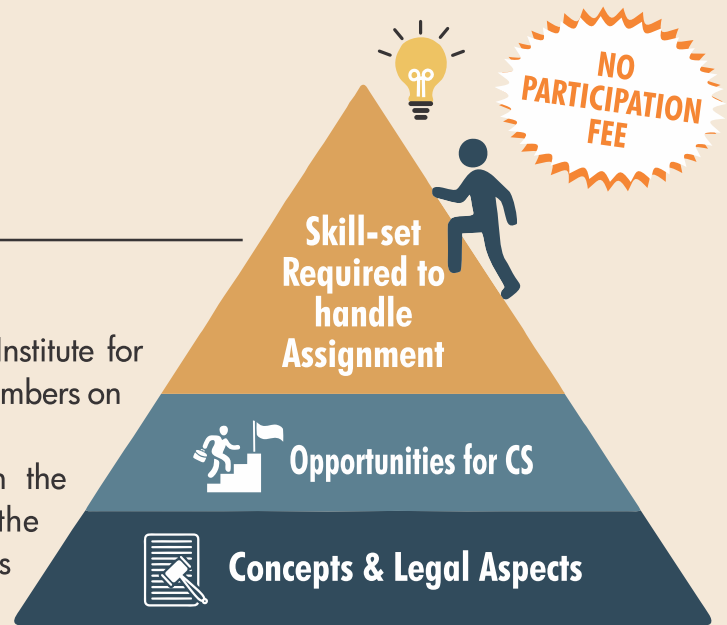 NO
PARTICIPATION
FEE
Skill-set
Required to
handle
Assignment
Institute for
mbers on
the
the
s
Opportunities for CS
Concepts & Legal Aspects